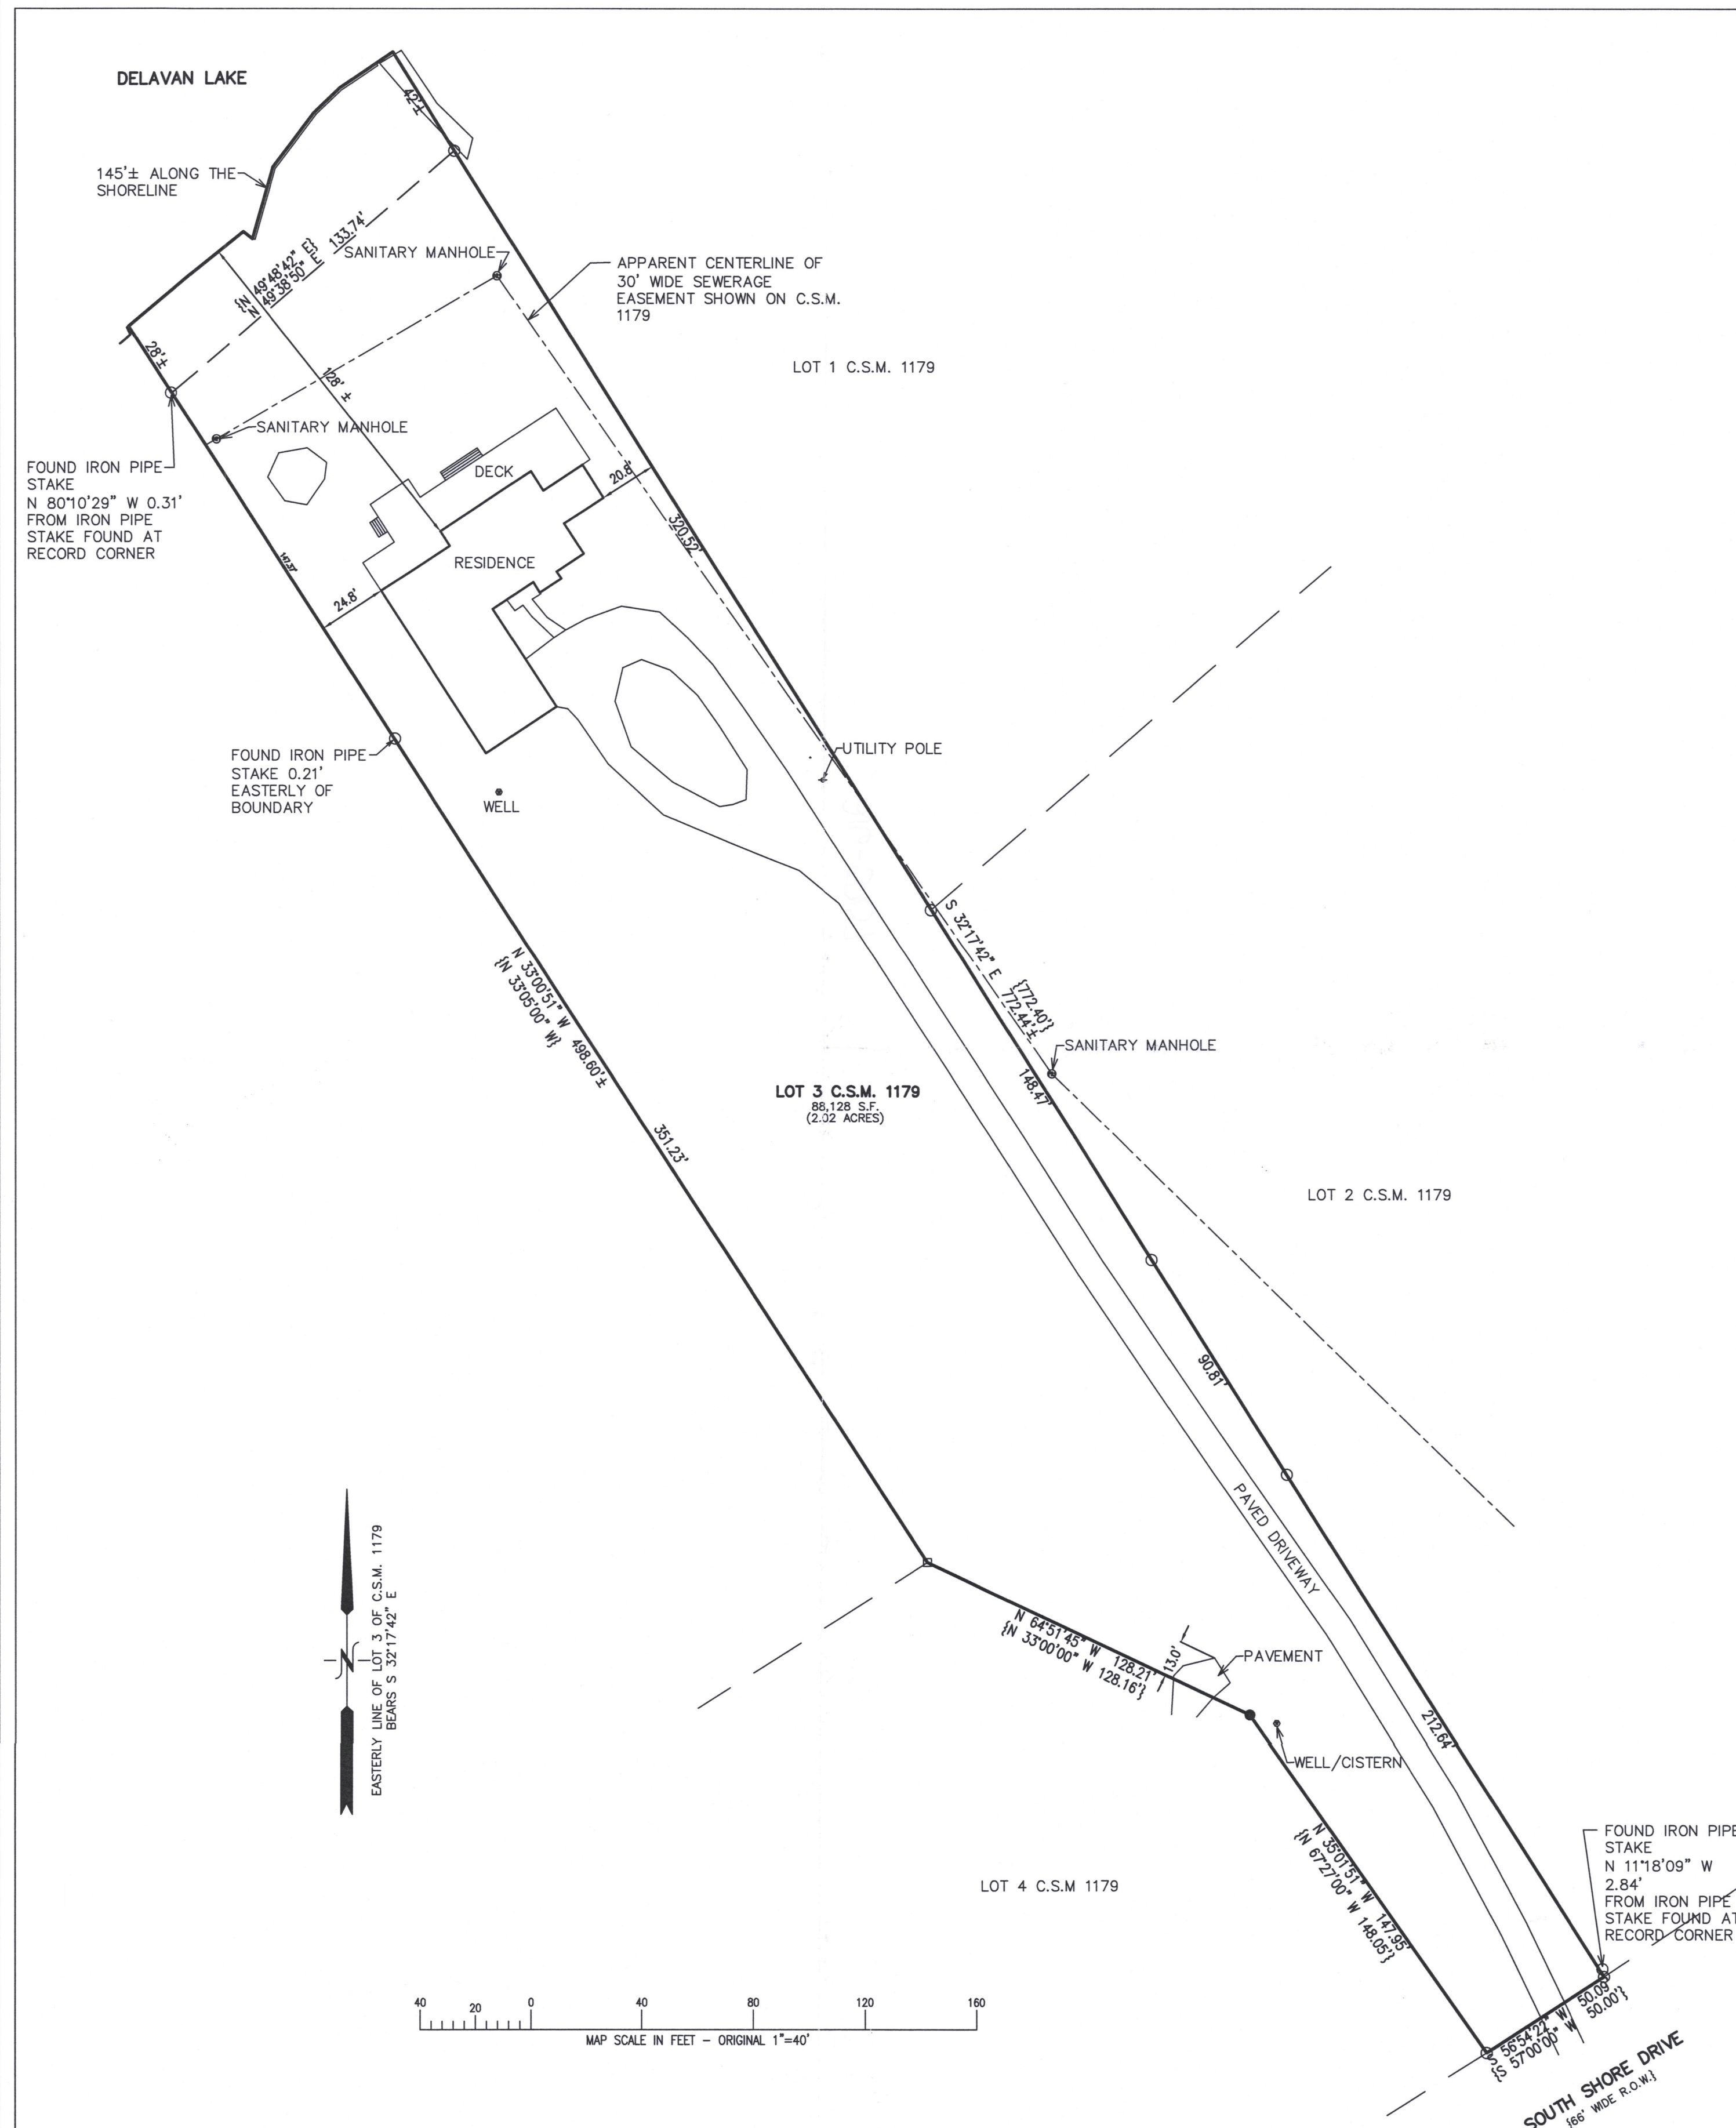 DELAVAN LAKE
42'±
145'± ALONG THE
SHORELINE
{N 49°48'42" E}
N 49°38'50" E 133.74'
SANITARY MANHOLE
APPARENT CENTERLINE OF
30' WIDE SEWERAGE
EASEMENT SHOWN ON C.S.M.
1179
28'±
128' ±
LOT 1 C.S.M. 1179
SANITARY MANHOLE
FOUND IRON PIPE
STAKE
N 80°10'29" W 0.31'
FROM IRON PIPE
STAKE FOUND AT
RECORD CORNER
DECK
20.8'
320.52'
147.37'
RESIDENCE
24.8'
FOUND IRON PIPE
STAKE 0.21'
EASTERLY OF
BOUNDARY
UTILITY POLE
WELL
S 32°17'42" E 772.44'±
{772.40'}
N 33°00'51" W 498.60'±
{N 33°05'00" W}
SANITARY MANHOLE
148.47'
LOT 3 C.S.M. 1179
88,128 S.F.
(2.02 ACRES)
351.23'
LOT 2 C.S.M. 1179
90.81'
PAVED DRIVEWAY
EASTERLY LINE OF LOT 3 OF C.S.M. 1179
BEARS S 32°17'42" E
N
N 64°51'45" W 128.21'
{N 33°00'00" W 128.16'}
13.0'
PAVEMENT
212.64'
WELL/CISTERN
N 35°01'51" W 147.95'
{N 67°27'00" W 148.05'}
LOT 4 C.S.M 1179
FOUND IRON PIPE
STAKE
N 11°18'09" W
2.84'
FROM IRON PIPE
STAKE FOUND AT
RECORD CORNER
S 56°54'22" W 50.09'
{S 57°00'00" W 50.00'}
40 20 0 40 80 120 160
MAP SCALE IN FEET – ORIGINAL 1"=40'
SOUTH SHORE DRIVE
{66' WIDE R.O.W.}